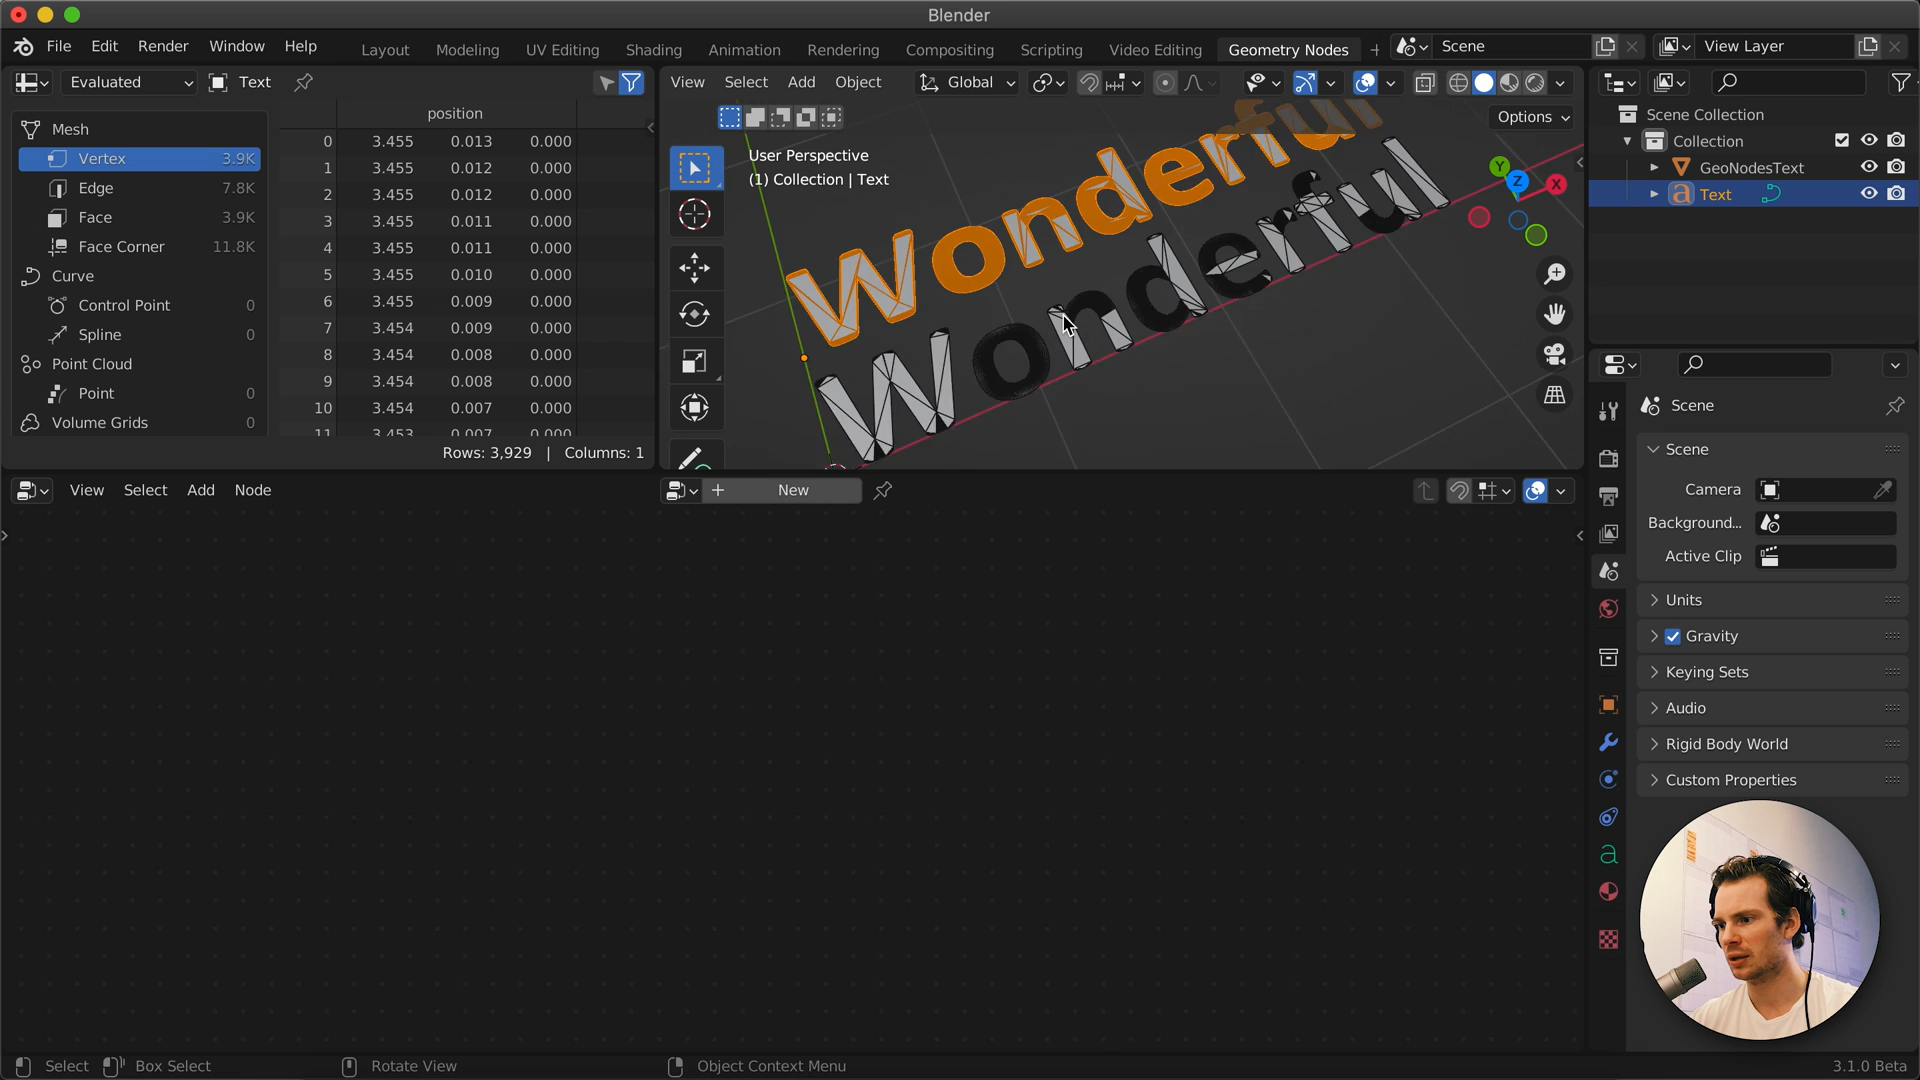 Blender
File Edit Render Window Help
Layout Modeling UV Editing Shading Animation Rendering Compositing Scripting Video Editing Geometry Nodes +
Scene
View Layer
Evaluated Text
View Select Add Object Global
Options
User Perspective
(1) Collection | Text
Wonderful
Wonderful
Y Z X
Mesh
Vertex 3.9K
Edge 7.8K
Face 3.9K
Face Corner 11.8K
Curve
Control Point 0
Spline 0
Point Cloud
Point 0
Volume Grids 0
position
0 3.455 0.013 0.000
1 3.455 0.012 0.000
2 3.455 0.012 0.000
3 3.455 0.011 0.000
4 3.455 0.011 0.000
5 3.455 0.010 0.000
6 3.455 0.009 0.000
7 3.454 0.009 0.000
8 3.454 0.008 0.000
9 3.454 0.008 0.000
10 3.454 0.007 0.000
11 3.453 0.007 0.000
Rows: 3,929 | Columns: 1
View Select Add Node
+ New
Scene Collection
Collection
GeoNodesText
Text
Scene
Scene
Camera
Background...
Active Clip
Units
Gravity
Keying Sets
Audio
Rigid Body World
Custom Properties
Select Box Select Rotate View Object Context Menu 3.1.0 Beta